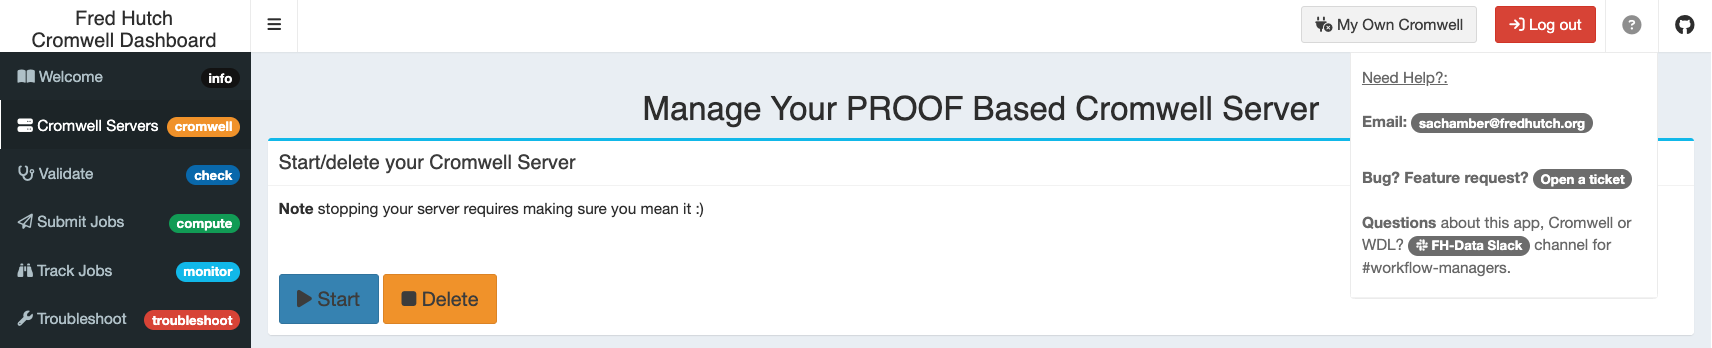 Fred Hutch
Cromwell Dashboard
My Own Cromwell
Log out
Welcome
info
Cromwell Servers
cromwell
Validate
check
Submit Jobs
compute
Track Jobs
monitor
Troubleshoot
troubleshoot
Manage Your PROOF Based Cromwell Server
Start/delete your Cromwell Server
Note stopping your server requires making sure you mean it :)
Start
Delete
Need Help?:
Email: sachamber@fredhutch.org
Bug? Feature request? Open a ticket
Questions about this app, Cromwell or
WDL? FH-Data Slack channel for
#workflow-managers.